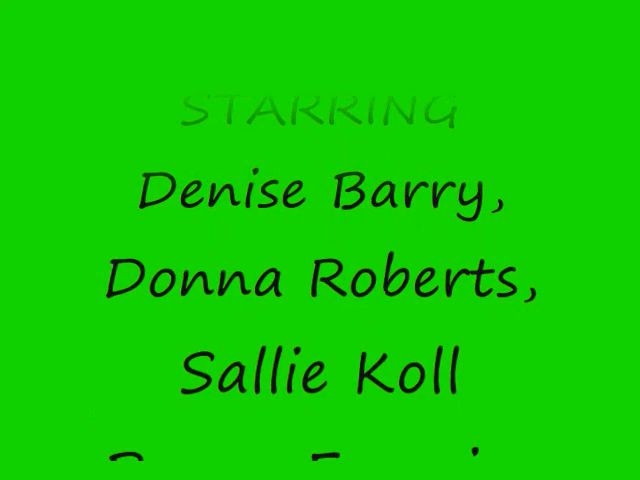 STARRING
Denise Barry,
Donna Roberts,
Sallie Koll